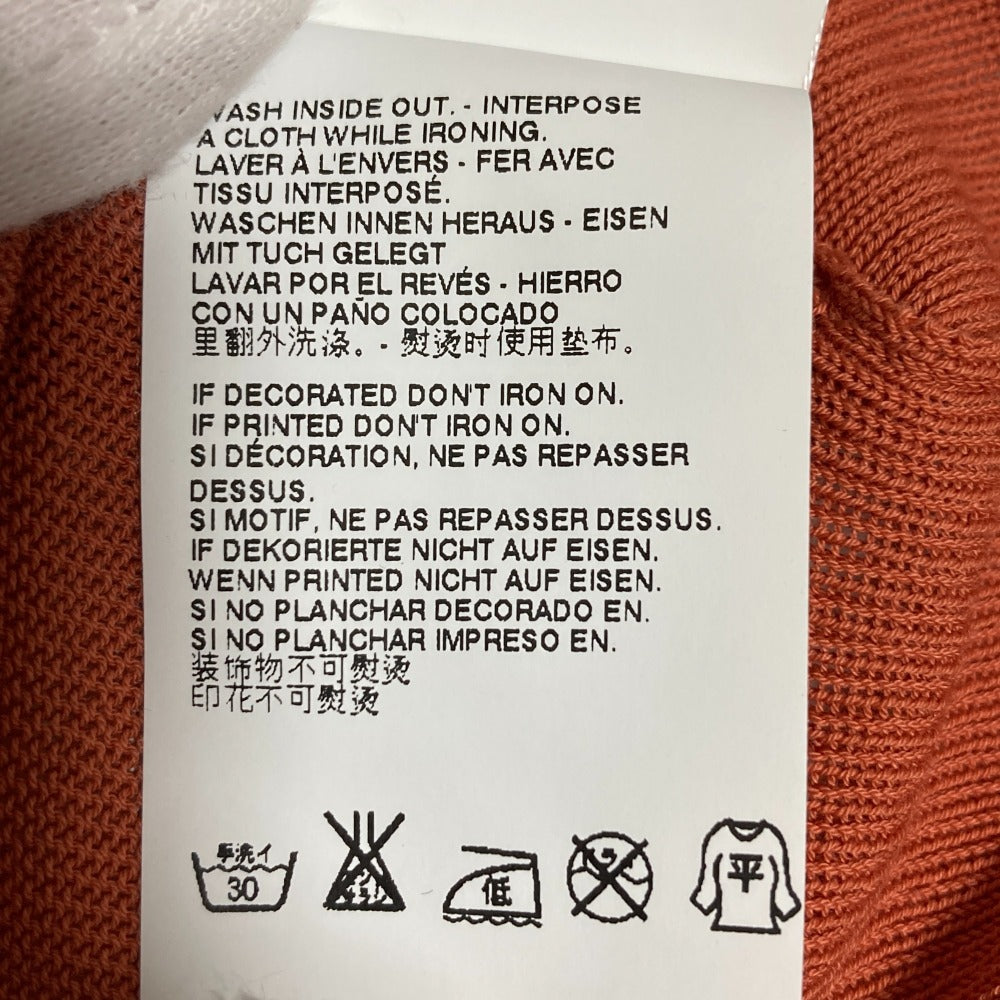 WASH INSIDE OUT. - INTERPOSE
A CLOTH WHILE IRONING.
LAVER À L'ENVERS - FER AVEC
TISSU INTERPOSÉ.
WASCHEN INNEN HERAUS - EISEN
MIT TUCH GELEGT
LAVAR POR EL REVÉS - HIERRO
CON UN PAÑO COLOCADO
里翻外洗涤。- 熨烫时使用垫布。
IF DECORATED DON'T IRON ON.
IF PRINTED DON'T IRON ON.
SI DÉCORATION, NE PAS REPASSER
DESSUS.
SI MOTIF, NE PAS REPASSER DESSUS.
IF DEKORIERTE NICHT AUF EISEN.
WENN PRINTED NICHT AUF EISEN.
SI NO PLANCHAR DECORADO EN.
SI NO PLANCHAR IMPRESO EN.
装饰物不可熨烫
印花不可熨烫
手洗イ
30
低
平